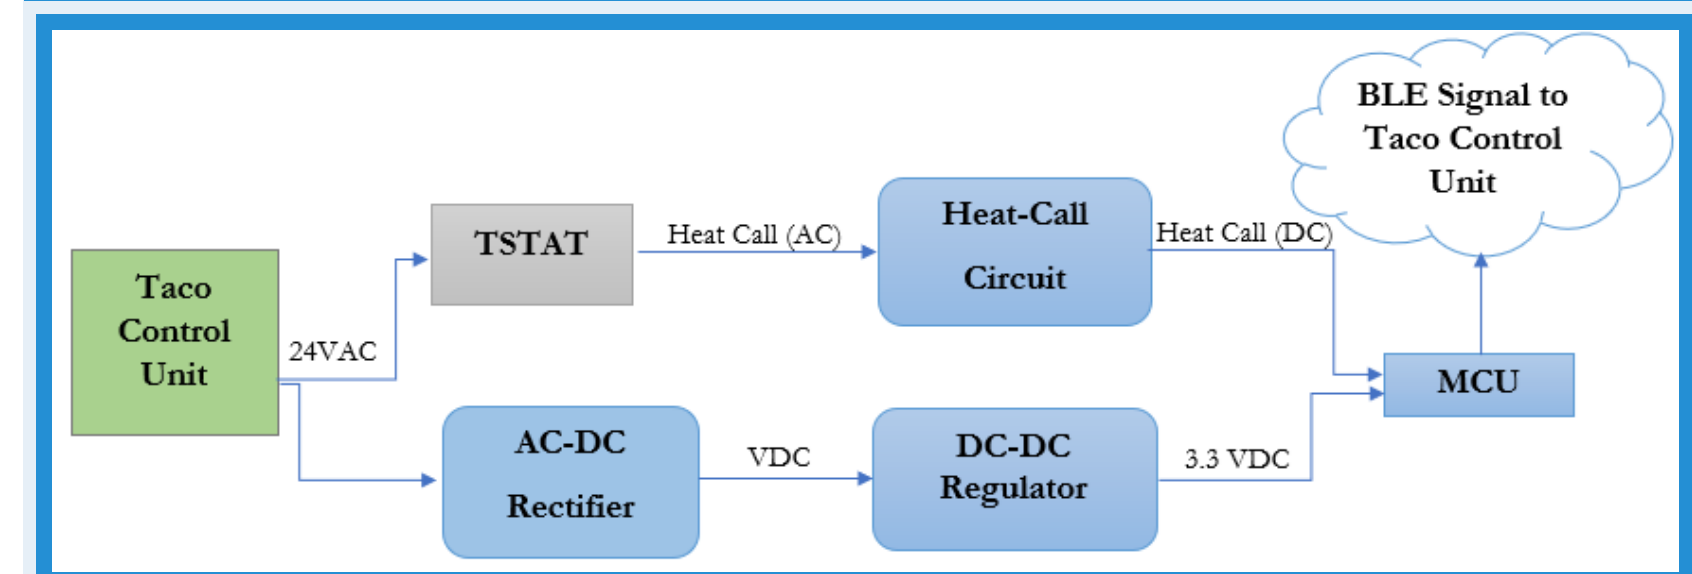 BLE Signal to
Taco Control
Unit
TSTAT
Heat Call (AC)
Heat-Call
Circuit
Heat Call (DC)
Taco
Control
Unit
24VAC
MCU
AC-DC
Rectifier
VDC
DC-DC
Regulator
3.3 VDC